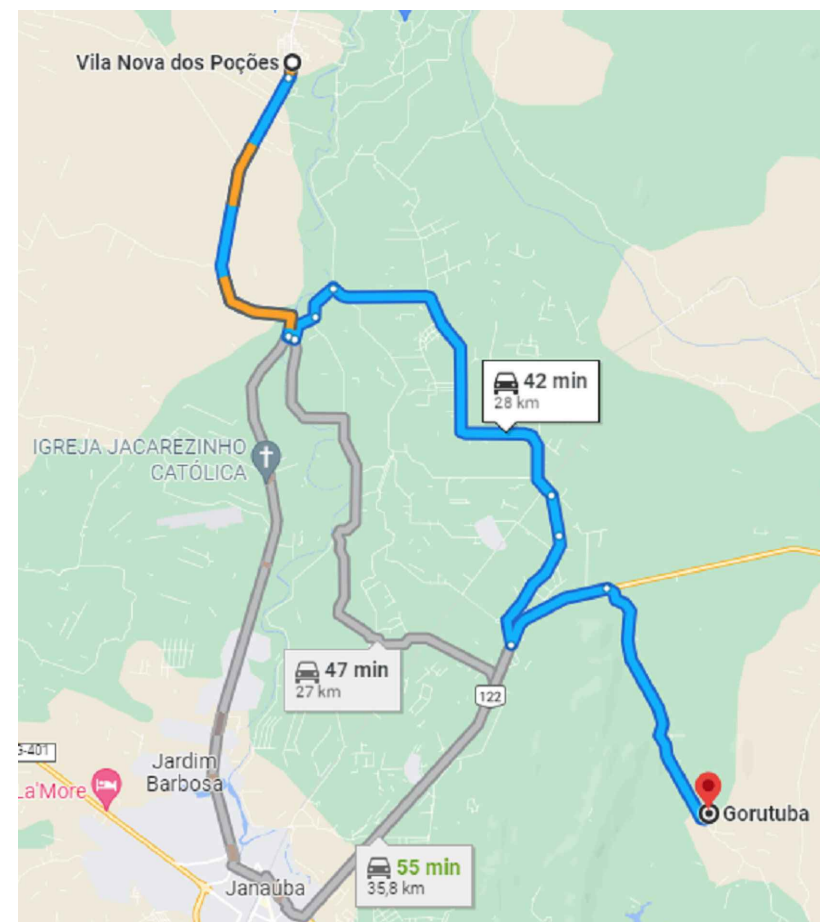 Vila Nova dos Poções
42 min
28 km
IGREJA JACAREZINHO
CATÓLICA
47 min
27 km
122
G-401
Jardim
Barbosa
La'More
Gorutuba
55 min
35,8 km
Janaúba